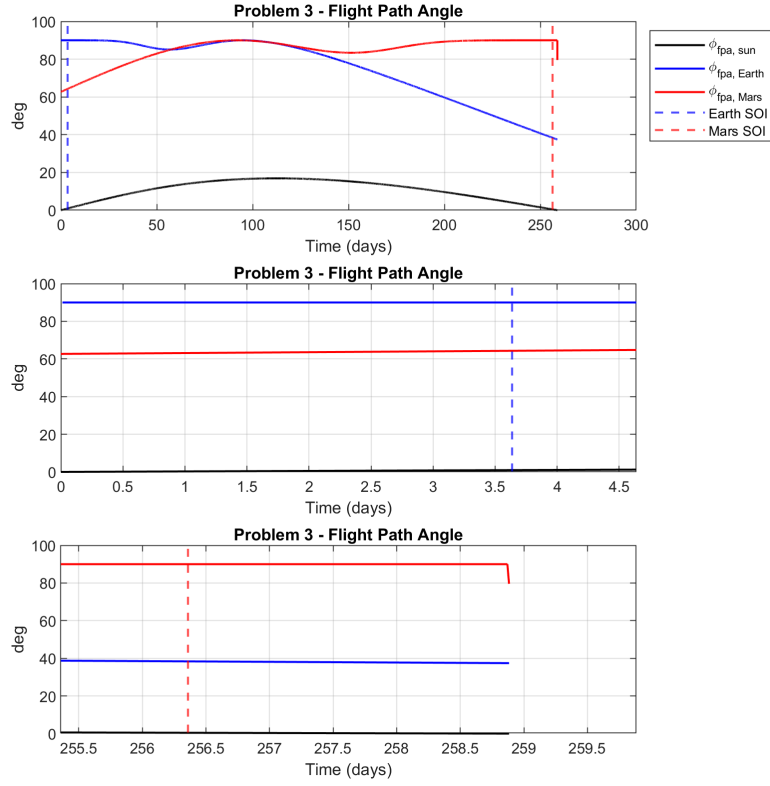 Problem 3 - Flight Path Angle
100
80
60
40
20
0
deg
0 50 100 150 200 250 300
Time (days)
ϕfpa, sun
ϕfpa, Earth
ϕfpa, Mars
Earth SOI
Mars SOI
Problem 3 - Flight Path Angle
100
80
60
40
20
0
deg
0 0.5 1 1.5 2 2.5 3 3.5 4 4.5
Time (days)
Problem 3 - Flight Path Angle
100
80
60
40
20
0
deg
255.5 256 256.5 257 257.5 258 258.5 259 259.5
Time (days)